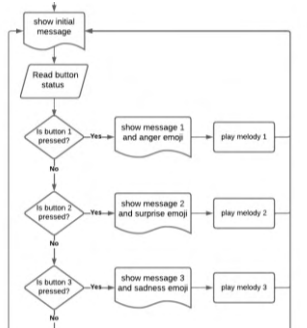 show initial
message
Read button
status
Is button 1
pressed?
Yes
show message 1
and anger emoji
play melody 1
No
Is button 2
pressed?
Yes
show message 2
and surprise emoji
play melody 2
No
Is button 3
pressed?
Yes
show message 3
and sadness emoji
play melody 3
No